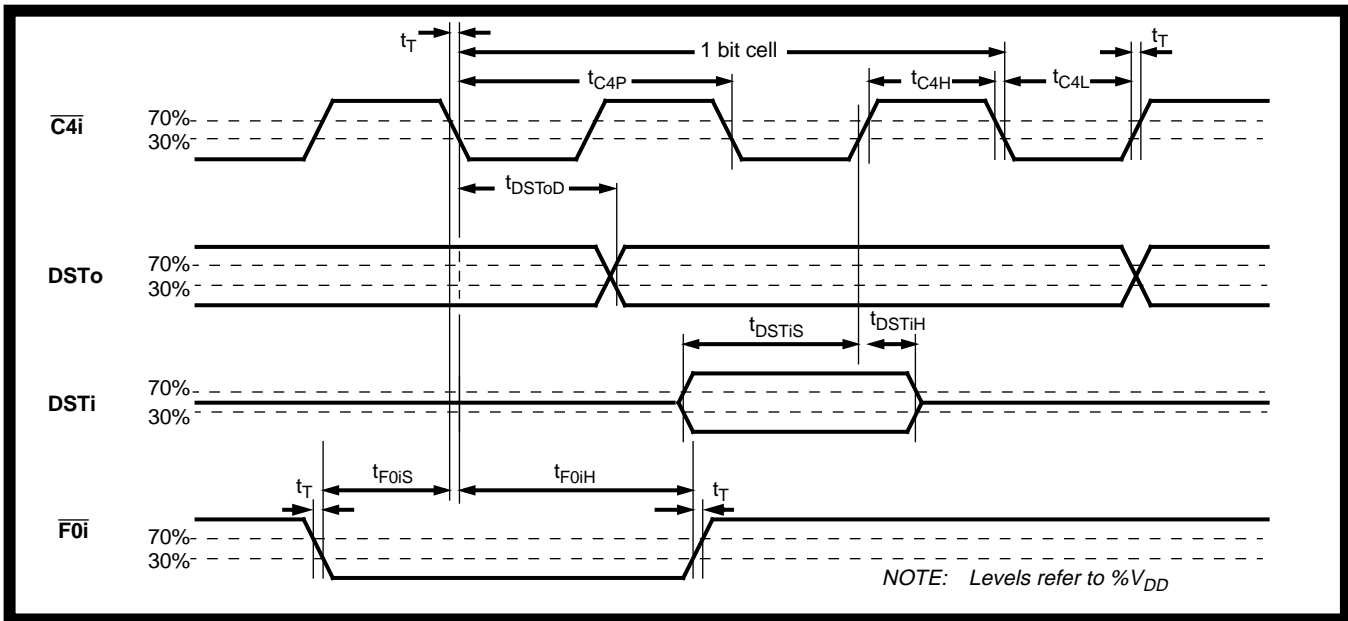 tT
1 bit cell
tT
tC4P
tC4H
tC4L
C4i
70%
30%
tDSToD
DSTo
70%
30%
tDSTiS
tDSTiH
DSTi
70%
30%
tF0iS
tF0iH
tT
tT
F0i
70%
30%
NOTE: Levels refer to %VDD